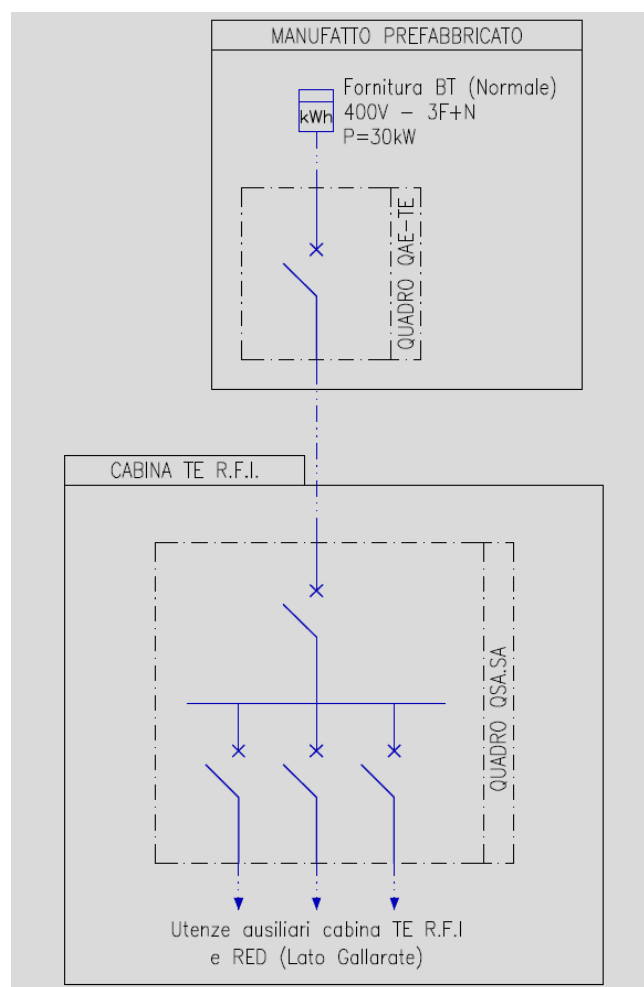 MANUFATTO PREFABBRICATO
Fornitura BT (Normale)
kWh
400V – 3F+N
P=30kW
QUADRO QAE-TE
CABINA TE R.F.I.
QUADRO QSA.SA
Utenze ausiliari cabina TE R.F.I
e RED (Lato Gallarate)